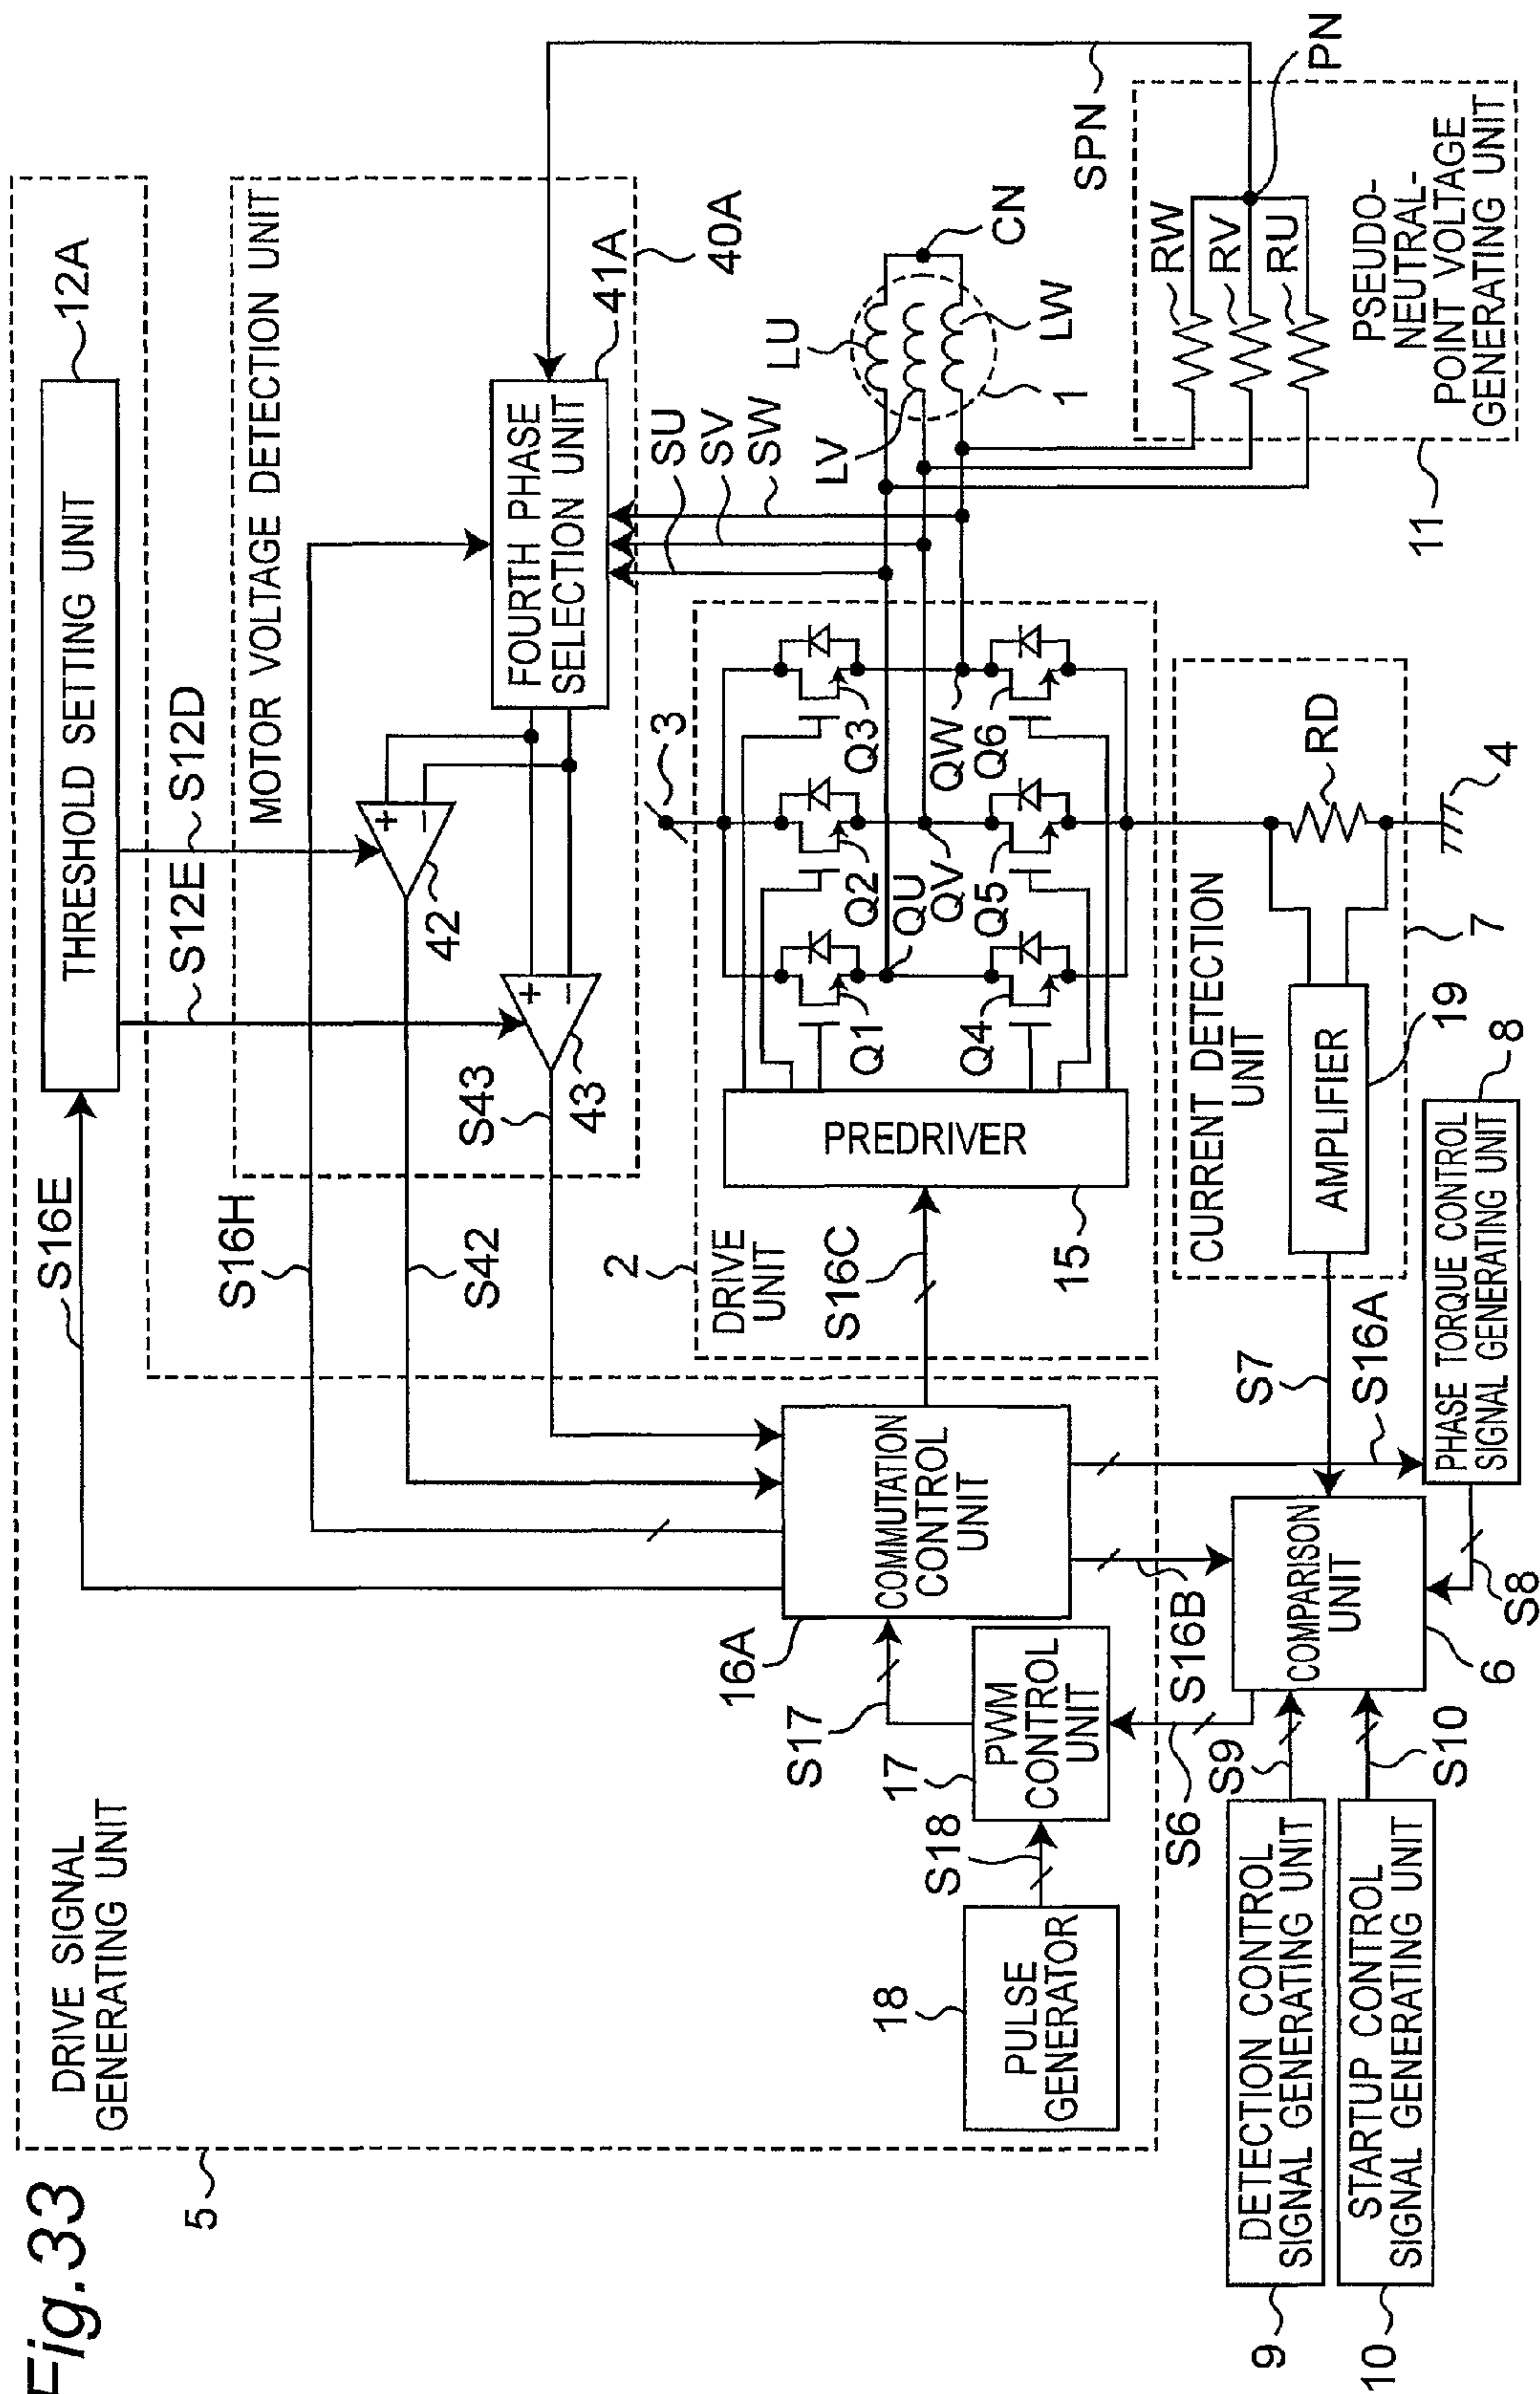 Fig.33
5
DRIVE SIGNAL
GENERATING UNIT
THRESHOLD SETTING UNIT
12A
S16E
S12E
S12D
MOTOR VOLTAGE DETECTION UNIT
S16H
S42
S43
42
+
−
43
+
−
FOURTH PHASE
SELECTION UNIT
41A
40A
SU
SV
SW
SPN
PN
CN
LU
LV
LW
1
RW
RV
RU
PSEUDO-
NEUTRAL-
POINT VOLTAGE
GENERATING UNIT
11
2
DRIVE
UNIT
3
PREDRIVER
15
S16C
Q1
Q2
Q3
QU
QV
QW
Q4
Q5
Q6
COMMUTATION
CONTROL
UNIT
16A
S17
PWM
CONTROL
UNIT
17
S18
PULSE
GENERATOR
18
CURRENT DETECTION
UNIT
7
RD
4
AMPLIFIER
19
S7
S16A
S16B
S6
COMPARISON
UNIT
6
PHASE TORQUE CONTROL
SIGNAL GENERATING UNIT
8
S8
S9
S10
DETECTION CONTROL
SIGNAL GENERATING UNIT
9
STARTUP CONTROL
SIGNAL GENERATING UNIT
10